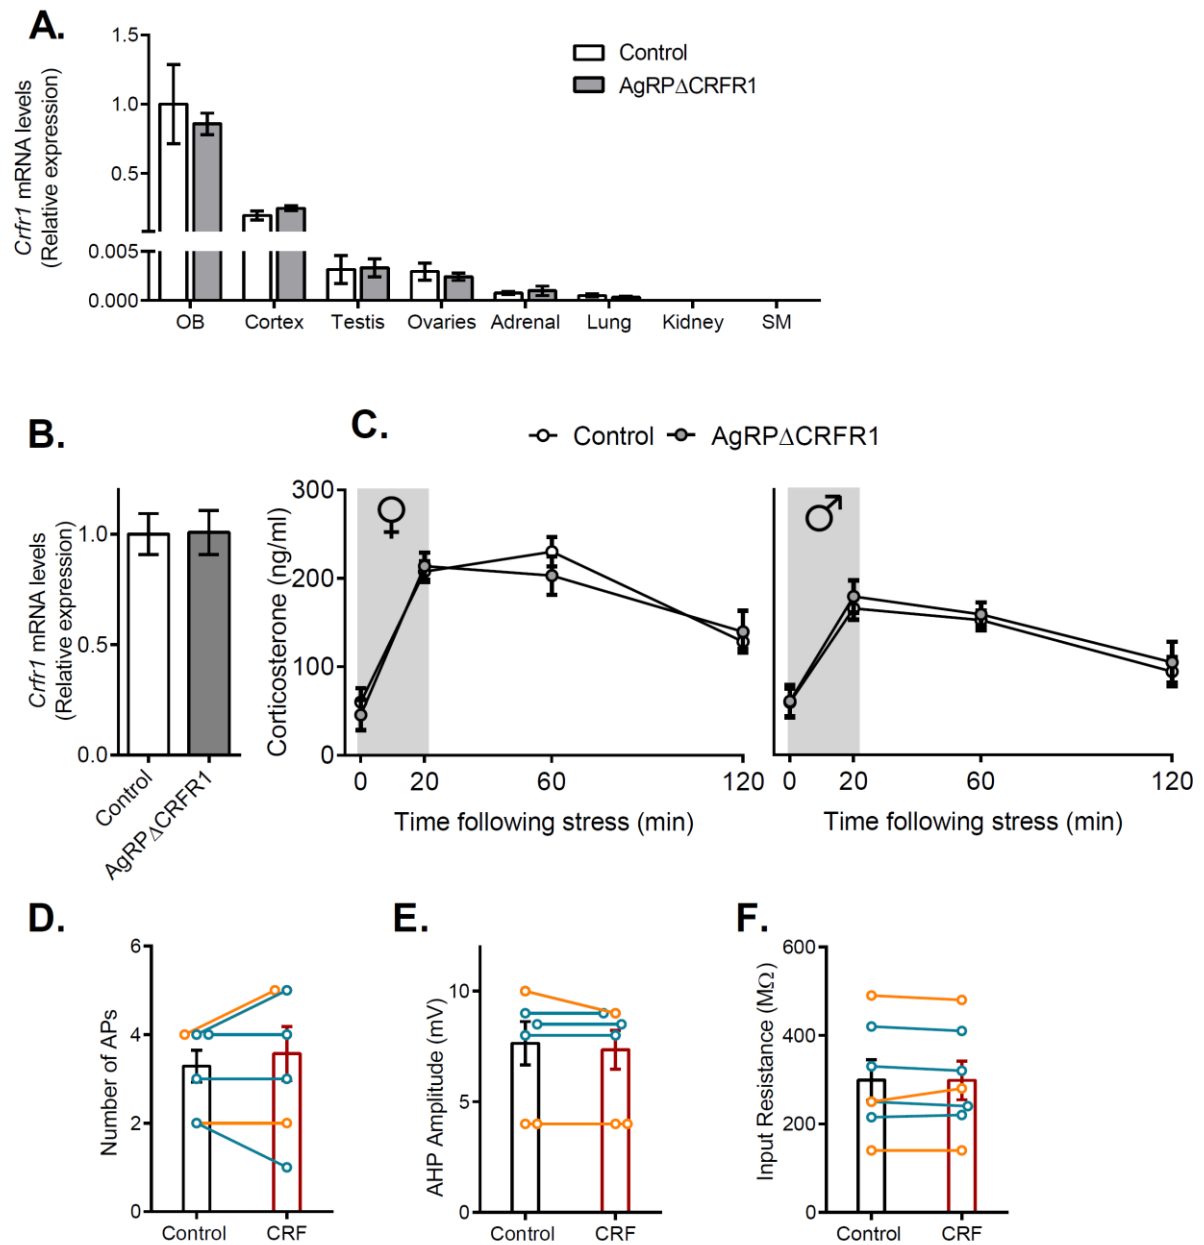 A.
Crfr1 mRNA levels
(Relative expression)
1.5
1.0
0.5
0.005
0.000
Control
AgRPΔCRFR1
OB Cortex Testis Ovaries Adrenal Lung Kidney SM
B.
Crfr1 mRNA levels
(Relative expression)
1.0
0.5
0.0
Control
AgRPΔCRFR1
C.
Control AgRPΔCRFR1
Corticosterone (ng/ml)
300
200
100
0
♀
0 20 60 120
Time following stress (min)
♂
0 20 60 120
Time following stress (min)
D.
Number of APs
6
4
2
0
Control CRF
E.
AHP Amplitude (mV)
10
5
0
Control CRF
F.
Input Resistance (MΩ)
600
400
200
0
Control CRF